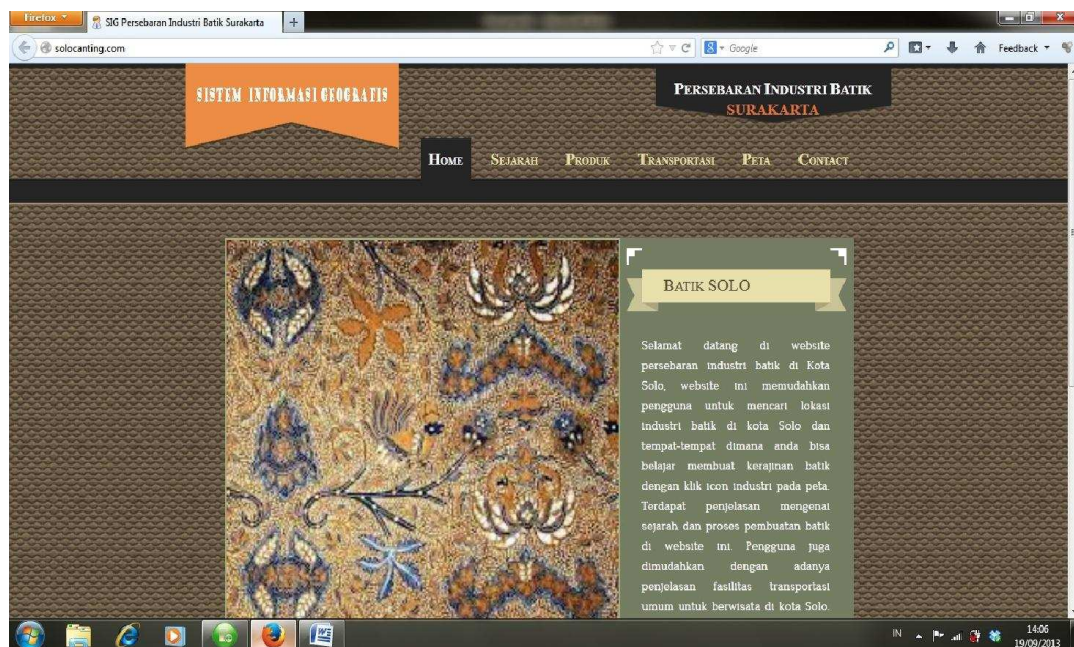 Firefox
SIG Persebaran Industri Batik Surakarta
solocanting.com
Google
Feedback
SISTEM INFORMASI GEOGRAFIS
PERSEBARAN INDUSTRI BATIK
SURAKARTA
HOME SEJARAH PRODUK TRANSPORTASI PETA CONTACT
BATIK SOLO
Selamat datang di website
persebaran industri batik di Kota
Solo, website ini memudahkan
pengguna untuk mencari lokasi
industri batik di kota Solo dan
tempat-tempat dimana anda bisa
belajar membuat kerajinan batik
dengan klik icon industri pada peta.
Terdapat penjelasan mengenai
sejarah dan proses pembuatan batik
di website ini. Pengguna juga
dimudahkan dengan adanya
penjelasan fasilitas transportasi
umum untuk berwisata di kota Solo.
IN
14:06
19/09/2013